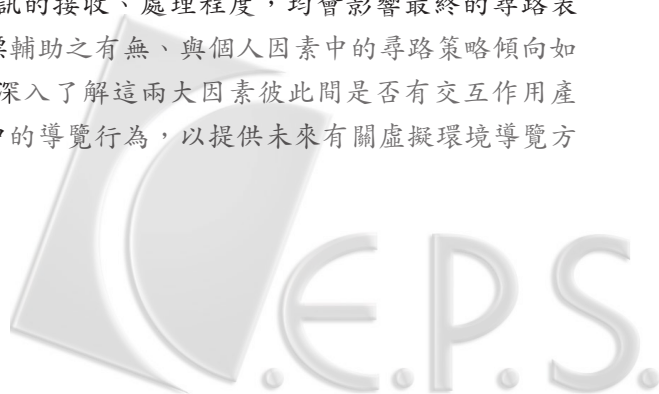 訊的接收、處理程度,均會影響最終的尋路表
輔助之有無、與個人因素中的尋路策略傾向如
深入了解這兩大因素彼此間是否有交互作用產
的導覽行為,以提供未來有關虛擬環境導覽方
C.E.P.S.